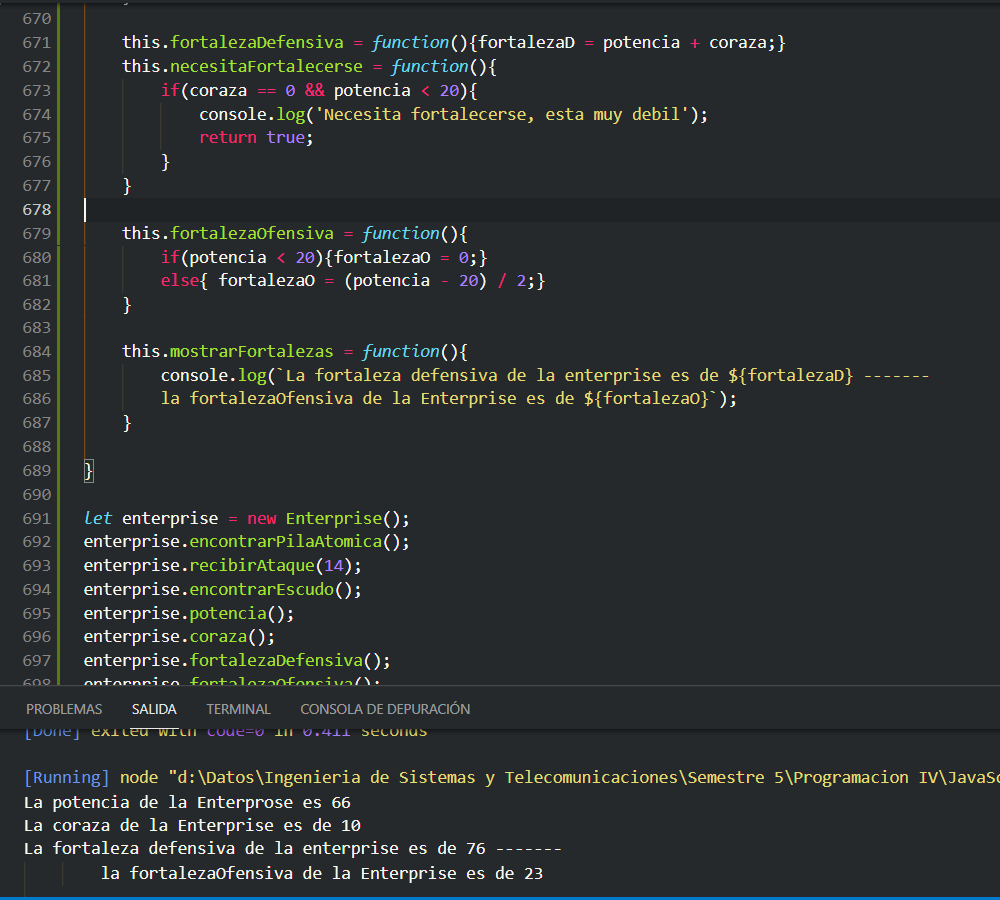 670
671 this.fortalezaDefensiva = function(){fortalezaD = potencia + coraza;}
672 this.necesitaFortalecerse = function(){
673 if(coraza == 0 && potencia < 20){
674 console.log('Necesita fortalecerse, esta muy debil');
675 return true;
676 }
677 }
678
679 this.fortalezaOfensiva = function(){
680 if(potencia < 20){fortalezaO = 0;}
681 else{ fortalezaO = (potencia - 20) / 2;}
682 }
683
684 this.mostrarFortalezas = function(){
685 console.log(`La fortaleza defensiva de la enterprise es de ${fortalezaD} -------
686 la fortalezaOfensiva de la Enterprise es de ${fortalezaO}`);
687 }
688
689 }
690
691 let enterprise = new Enterprise();
692 enterprise.encontrarPilaAtomica();
693 enterprise.recibirAtaque(14);
694 enterprise.encontrarEscudo();
695 enterprise.potencia();
696 enterprise.coraza();
697 enterprise.fortalezaDefensiva();
698 enterprise.fortalezaOfensiva();
PROBLEMAS SALIDA TERMINAL CONSOLA DE DEPURACIÓN
[Done] exited with code=0 in 0.411 seconds
[Running] node "d:\Datos\Ingenieria de Sistemas y Telecomunicaciones\Semestre 5\Programacion IV\JavaSc
La potencia de la Enterprose es 66
La coraza de la Enterprise es de 10
La fortaleza defensiva de la enterprise es de 76 -------
la fortalezaOfensiva de la Enterprise es de 23